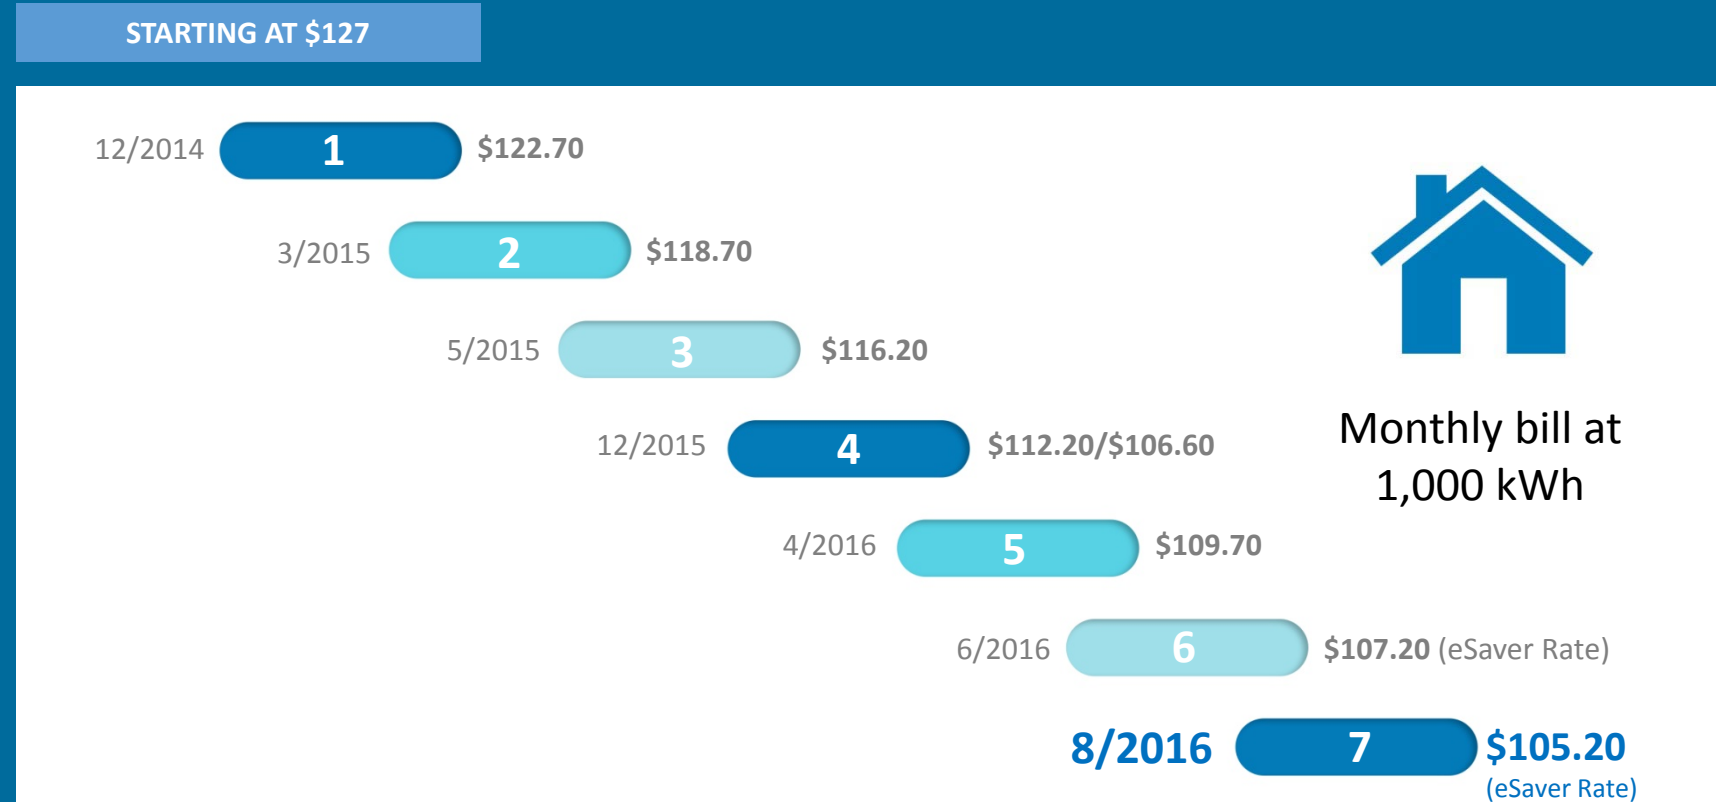 STARTING AT $127
12/2014 1 $122.70
3/2015 2 $118.70
5/2015 3 $116.20
12/2015 4 $112.20/$106.60
Monthly bill at
1,000 kWh
4/2016 5 $109.70
6/2016 6 $107.20 (eSaver Rate)
8/2016 7 $105.20
(eSaver Rate)